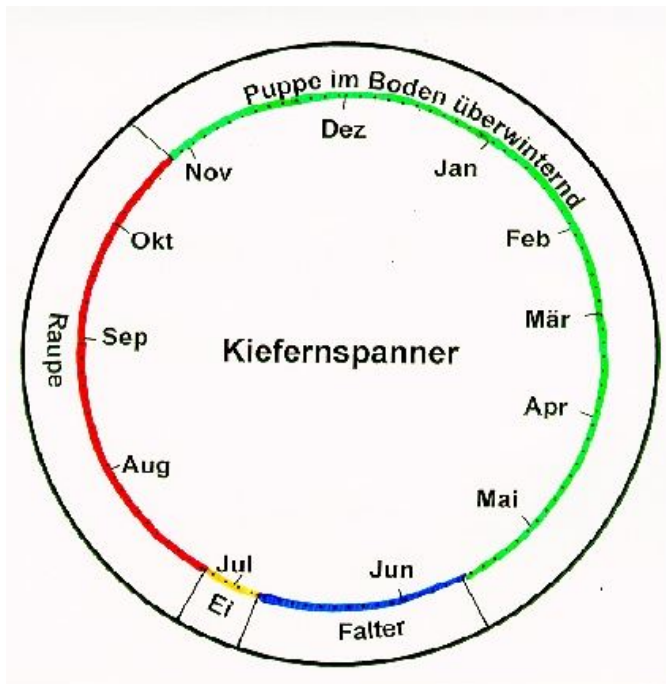 Puppe im Boden überwinternd
Dez
Jan
Feb
Mär
Apr
Mai
Jun
Jul
Aug
Sep
Okt
Nov
Kiefernspanner
Raupe
Ei
Falter